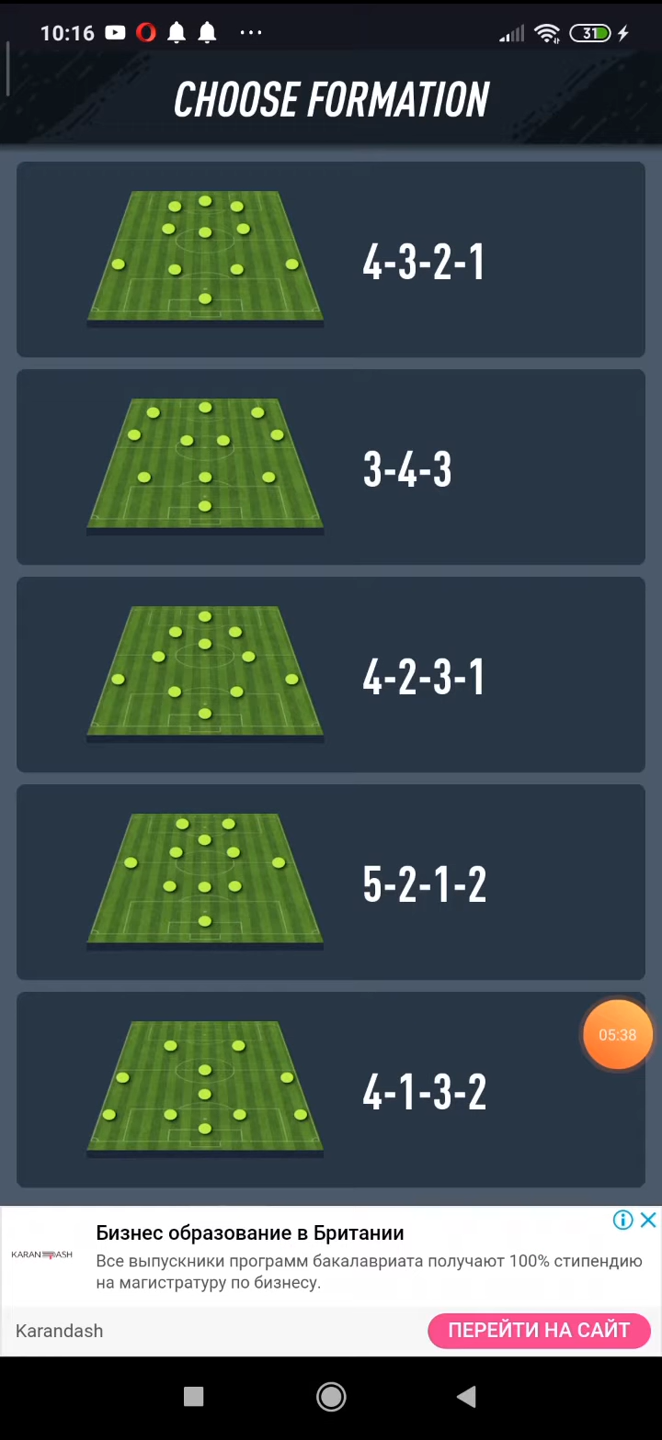 10:16
31
CHOOSE FORMATION
4-3-2-1
3-4-3
4-2-3-1
5-2-1-2
05:38
4-1-3-2
Бизнес образование в Британии
KARANDASH
Все выпускники программ бакалавриата получают 100% стипендию
на магистратуру по бизнесу.
Karandash
ПЕРЕЙТИ НА САЙТ